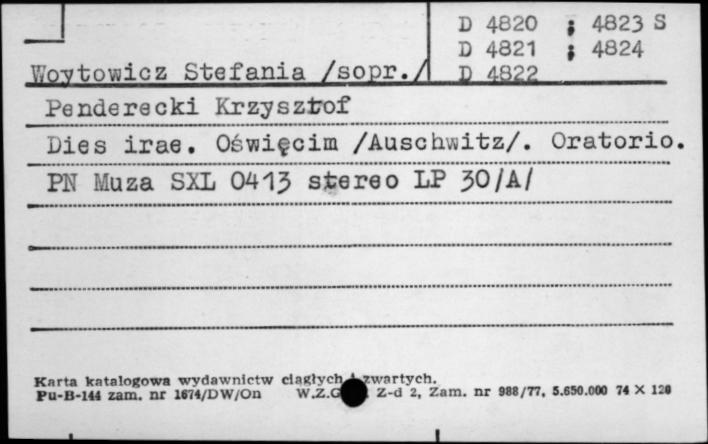 D 4820 ; 4823 S
D 4821 ; 4824
Woytowicz Stefania /sopr./ D 4822
Penderecki Krzysztof
Dies irae. Oświęcim /Auschwitz/. Oratorio.
PN Muza SXL 0413 stereo LP 30/A/
Karta katalogowa wydawnictw ciągłych i zwartych.
Pu-B-144 zam. nr 1674/DW/On W.Z.G. Z-d 2, Zam. nr 988/77, 5.650.000 74 X 120